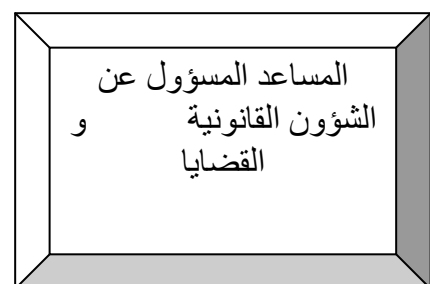 المساعد المسؤول عن
الشؤون القانونية و
القضايا